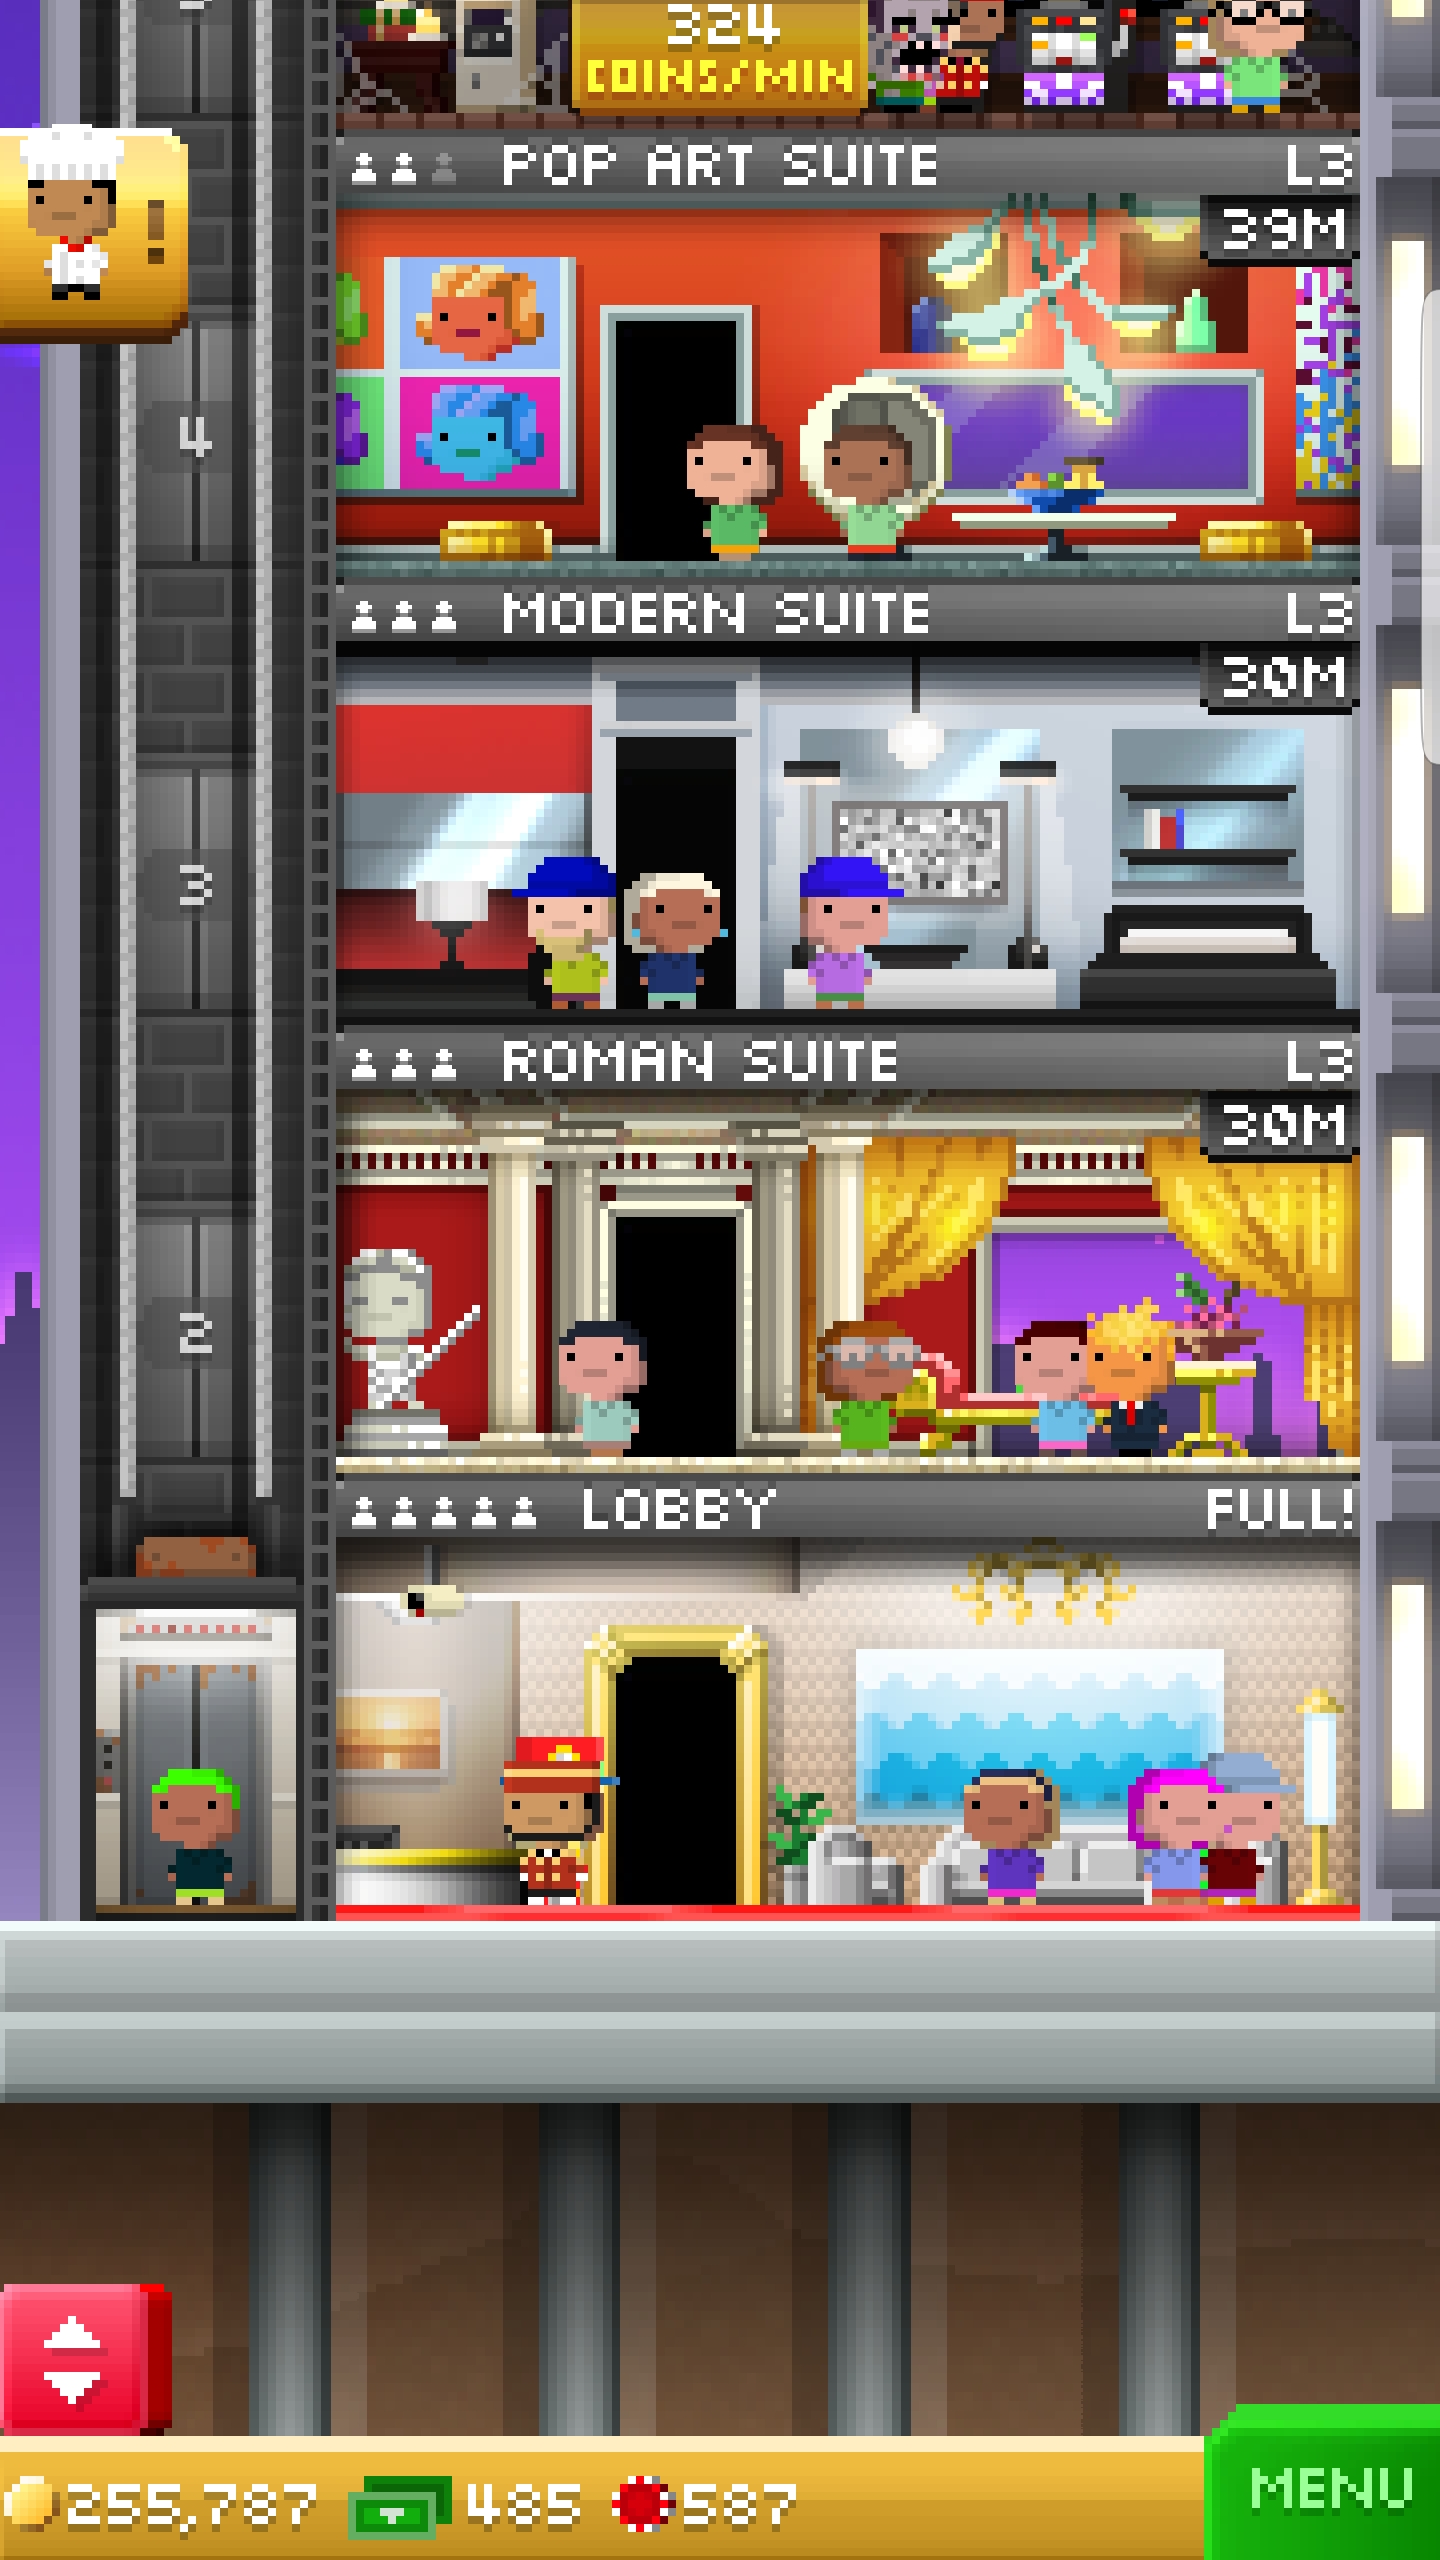 324
COINS/MIN
POP ART SUITE L3
39M
!
4
MODERN SUITE L3
30M
3
ROMAN SUITE L3
30M
2
LOBBY FULL!
255,787 485 587
MENU